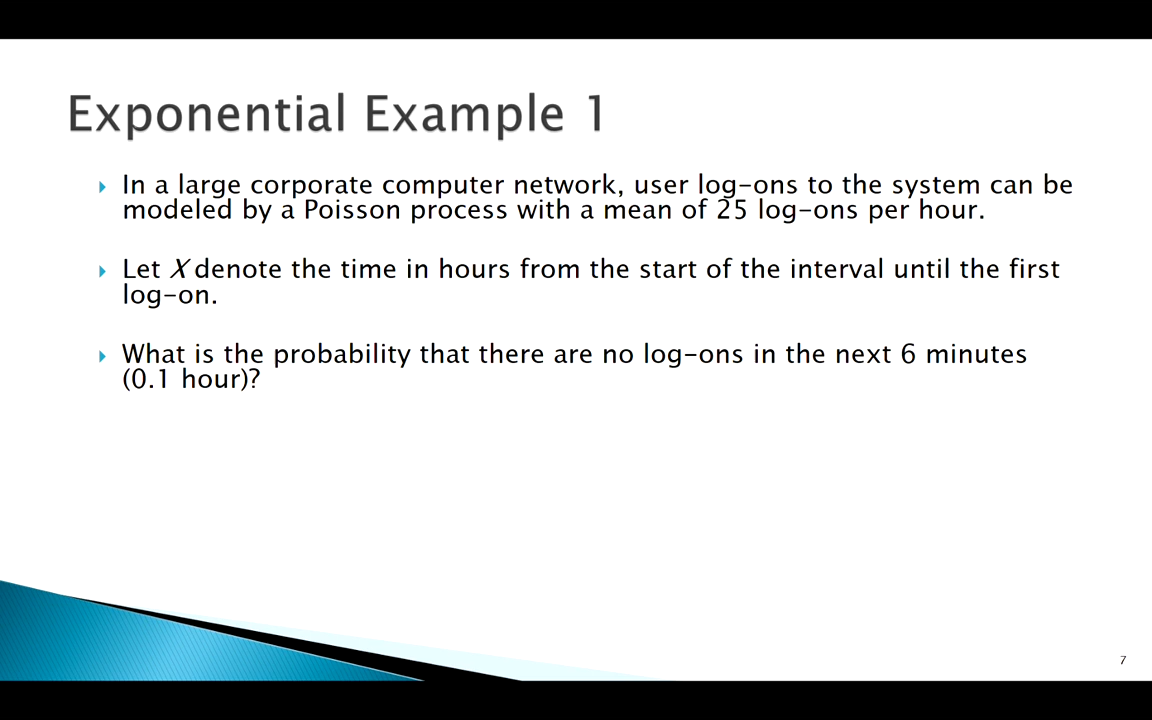 Exponential Example 1
In a large corporate computer network, user log-ons to the system can be
modeled by a Poisson process with a mean of 25 log-ons per hour.
Let X denote the time in hours from the start of the interval until the first
log-on.
What is the probability that there are no log-ons in the next 6 minutes
(0.1 hour)?
7